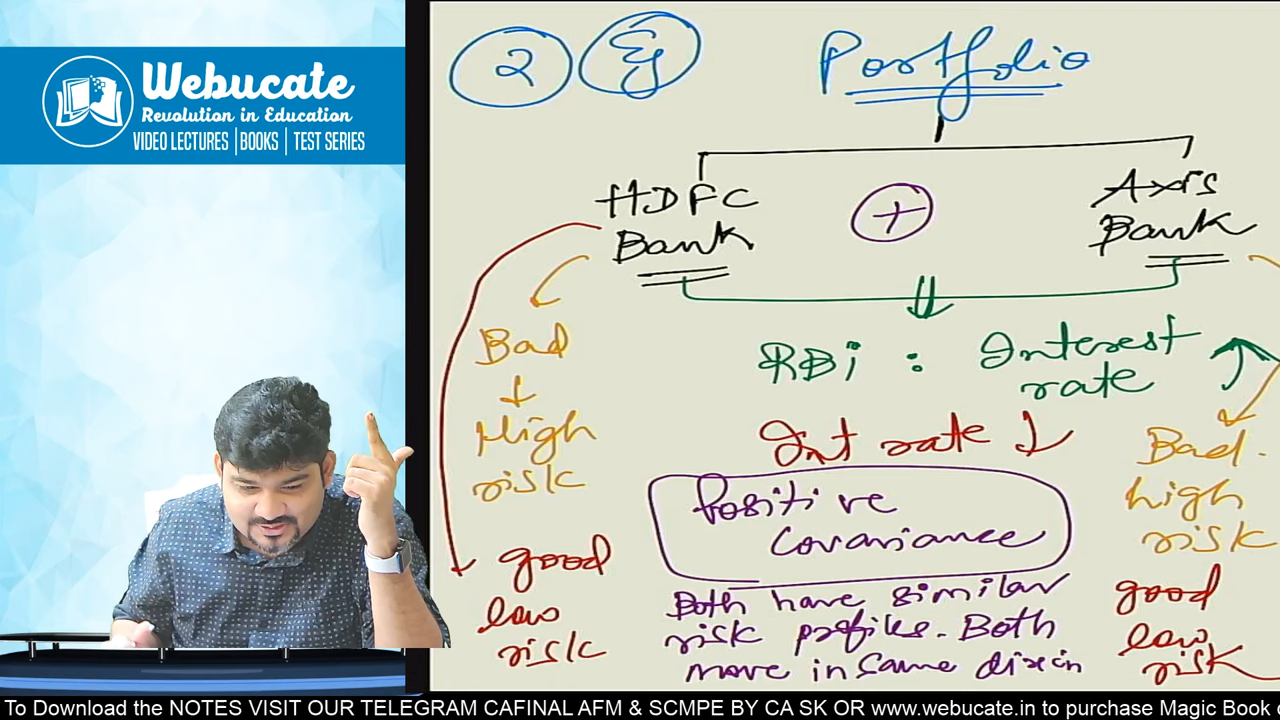 Webucate
Revolution in Education
VIDEO LECTURES | BOOKS | TEST SERIES
2 Eg Portfolio
HDFC
Bank
+
Axis
Bank
RBi : Interest
rate
Int rate
Bad
High
risk
Bad.
high
risk
Positive
Covariance
good
low
risk
Both have similar
risk profiles. Both
move in same dirxin
good
low
risk
To Download the NOTES VISIT OUR TELEGRAM CAFINAL AFM & SCMPE BY CA SK OR www.webucate.in to purchase Magic Book